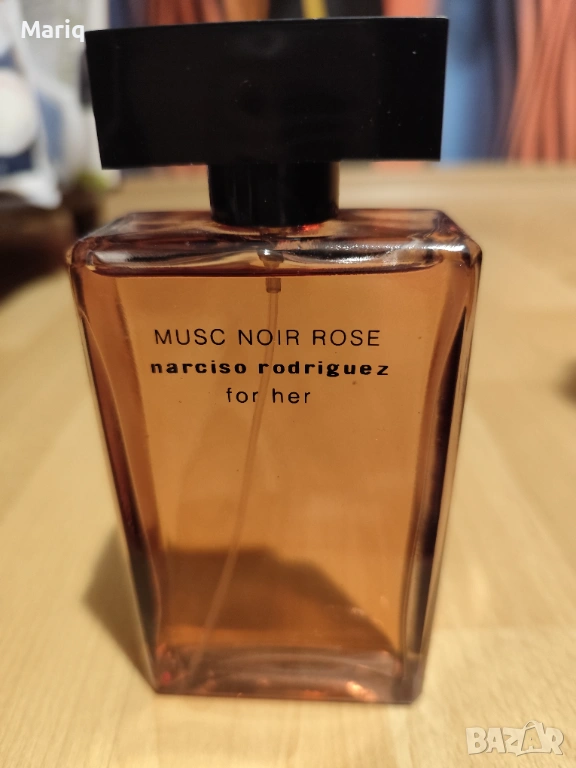 Mariq
MUSC NOIR ROSE
narciso rodriguez
for her
BAZAR